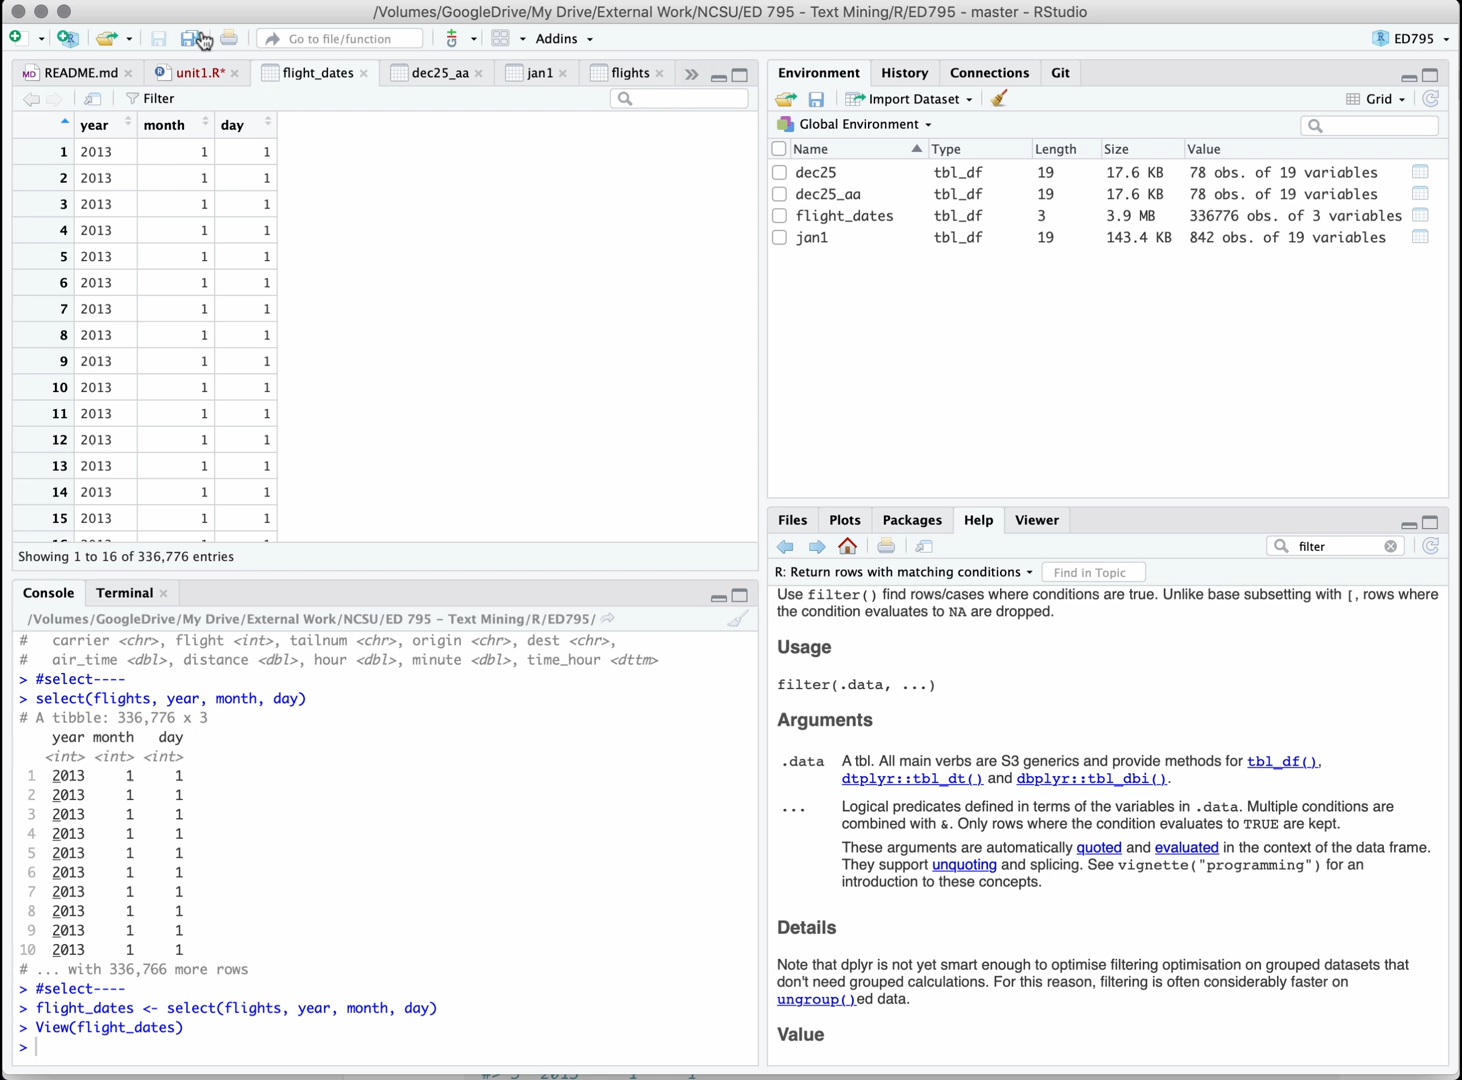 /Volumes/GoogleDrive/My Drive/External Work/NCSU/ED 795 - Text Mining/R/ED795 - master - RStudio
Go to file/function
Addins
ED795
README.md
unit1.R*
flight_dates
dec25_aa
jan1
flights
Filter
year month day
1 2013 1 1
2 2013 1 1
3 2013 1 1
4 2013 1 1
5 2013 1 1
6 2013 1 1
7 2013 1 1
8 2013 1 1
9 2013 1 1
10 2013 1 1
11 2013 1 1
12 2013 1 1
13 2013 1 1
14 2013 1 1
15 2013 1 1
Showing 1 to 16 of 336,776 entries
Console Terminal
/Volumes/GoogleDrive/My Drive/External Work/NCSU/ED 795 - Text Mining/R/ED795/
# carrier <chr>, flight <int>, tailnum <chr>, origin <chr>, dest <chr>,
# air_time <dbl>, distance <dbl>, hour <dbl>, minute <dbl>, time_hour <dttm>
> #select----
> select(flights, year, month, day)
# A tibble: 336,776 x 3
year month day
<int> <int> <int>
1 2013 1 1
2 2013 1 1
3 2013 1 1
4 2013 1 1
5 2013 1 1
6 2013 1 1
7 2013 1 1
8 2013 1 1
9 2013 1 1
10 2013 1 1
# ... with 336,766 more rows
> #select----
> flight_dates <- select(flights, year, month, day)
> View(flight_dates)
>
Environment History Connections Git
Import Dataset
Grid
Global Environment
Name Type Length Size Value
dec25 tbl_df 19 17.6 KB 78 obs. of 19 variables
dec25_aa tbl_df 19 17.6 KB 78 obs. of 19 variables
flight_dates tbl_df 3 3.9 MB 336776 obs. of 3 variables
jan1 tbl_df 19 143.4 KB 842 obs. of 19 variables
Files Plots Packages Help Viewer
filter
R: Return rows with matching conditions
Find in Topic
Use filter() find rows/cases where conditions are true. Unlike base subsetting with [, rows where
the condition evaluates to NA are dropped.
Usage
filter(.data, ...)
Arguments
.data A tbl. All main verbs are S3 generics and provide methods for tbl_df(),
dtplyr::tbl_dt() and dbplyr::tbl_dbi().
... Logical predicates defined in terms of the variables in .data. Multiple conditions are
combined with &. Only rows where the condition evaluates to TRUE are kept.
These arguments are automatically quoted and evaluated in the context of the data frame.
They support unquoting and splicing. See vignette("programming") for an
introduction to these concepts.
Details
Note that dplyr is not yet smart enough to optimise filtering optimisation on grouped datasets that
don't need grouped calculations. For this reason, filtering is often considerably faster on
ungroup()ed data.
Value